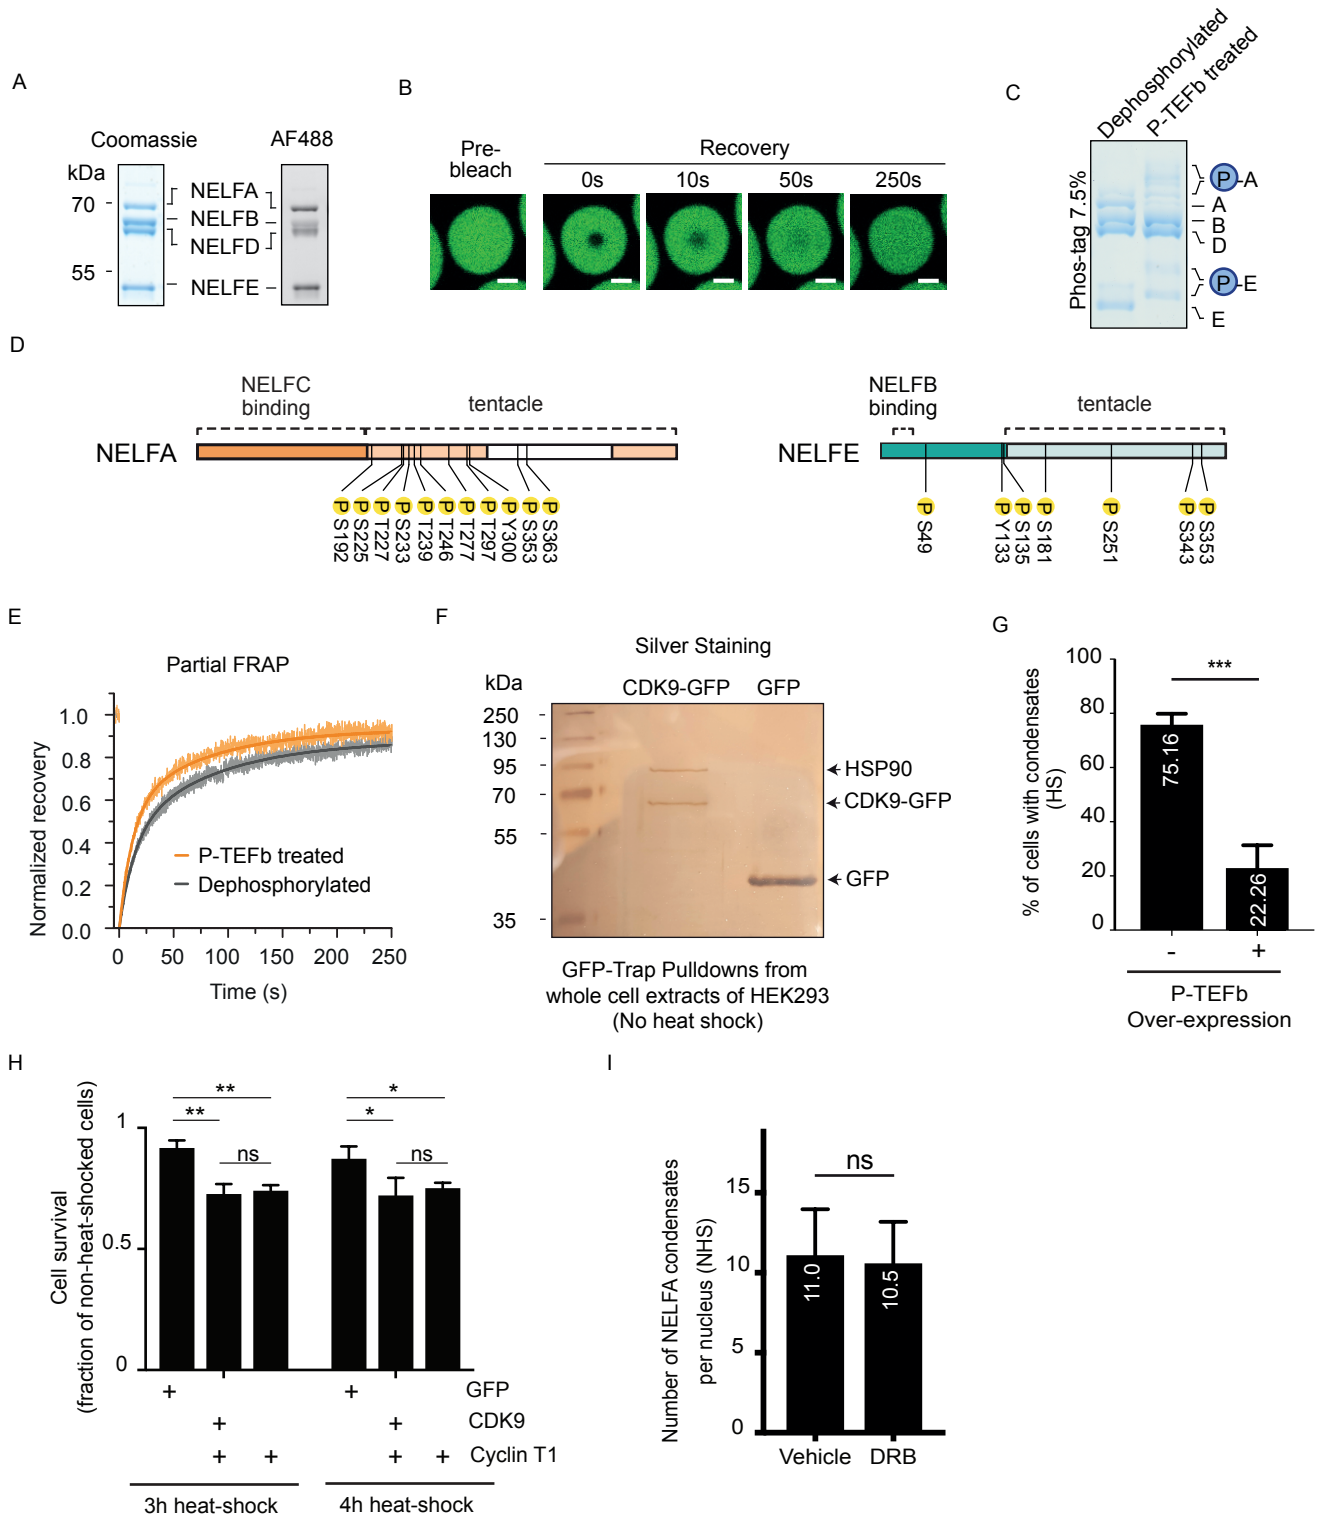 A
Coomassie
AF488
kDa
70
55
NELFA
NELFB
NELFD
NELFE
B
Pre-
bleach
Recovery
0s
10s
50s
250s
C
Dephosphorylated
P-TEFb treated
Phos-tag 7.5%
P-A
A
B
D
P-E
E
D
NELFC
binding
tentacle
NELFA
P S192
P S225
P T227
P S233
P T239
P T246
P T277
P T297
P Y300
P S353
P S363
NELFB
binding
tentacle
NELFE
P S49
P Y133
P S135
P S181
P S251
P S343
P S353
E
Partial FRAP
Normalized recovery
1.0
0.8
0.6
0.4
0.2
0.0
P-TEFb treated
Dephosphorylated
0 50 100 150 200 250
Time (s)
F
Silver Staining
kDa
CDK9-GFP
GFP
250
130
95
70
55
35
HSP90
CDK9-GFP
GFP
GFP-Trap Pulldowns from
whole cell extracts of HEK293
(No heat shock)
G
% of cells with condensates
(HS)
100
80
60
40
20
0
***
75.16
22.26
- +
P-TEFb
Over-expression
H
Cell survival
(fraction of non-heat-shocked cells)
1
0.5
0
**
**
ns
*
*
ns
+ + GFP
+ + CDK9
+ + + + Cyclin T1
3h heat-shock
4h heat-shock
I
Number of NELFA condensates
per nucleus (NHS)
15
10
5
0
ns
11.0
10.5
Vehicle
DRB